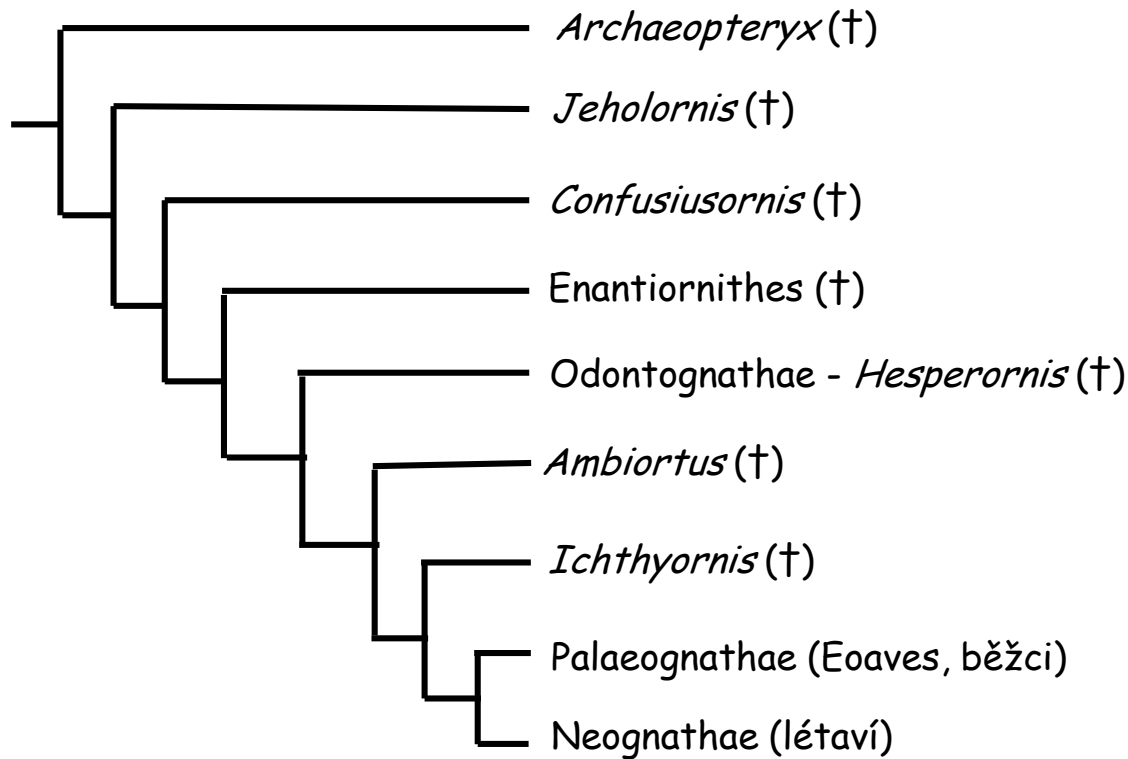 Archaeopteryx (†)
Jeholornis (†)
Confusiusornis (†)
Enantiornithes (†)
Odontognathae - Hesperornis (†)
Ambiortus (†)
Ichthyornis (†)
Palaeognathae (Eoaves, běžci)
Neognathae (létaví)